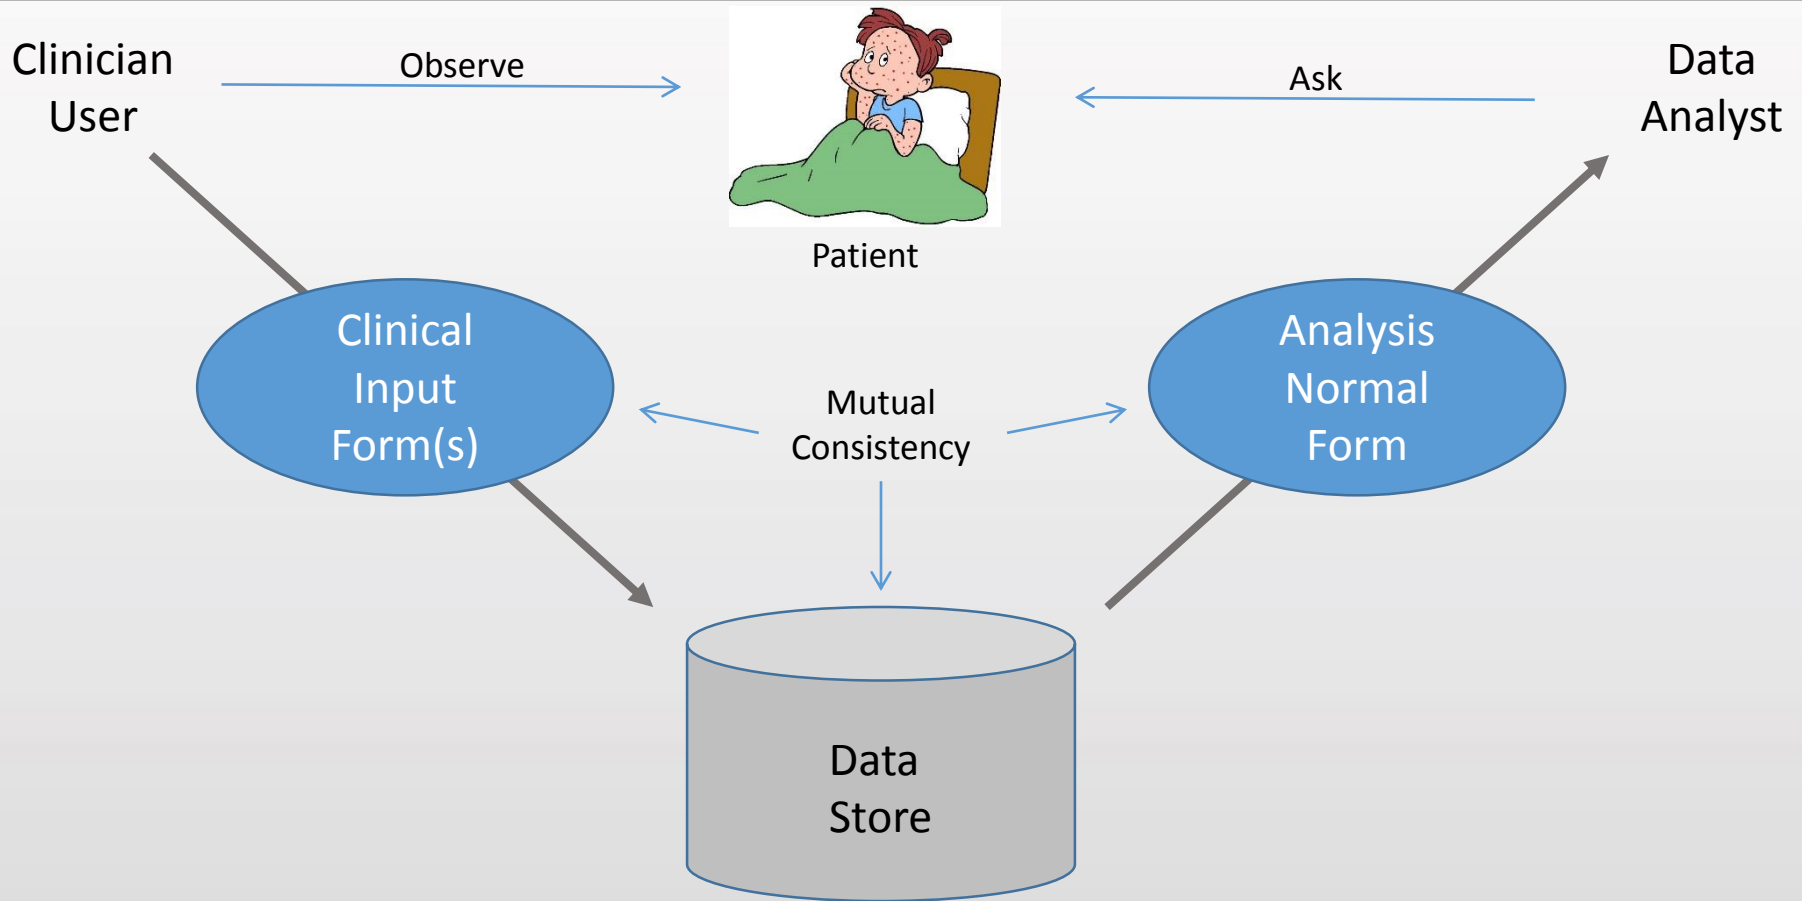 Clinician
User
Observe
Ask
Data
Analyst
Patient
Clinical
Input
Form(s)
Mutual
Consistency
Analysis
Normal
Form
Data
Store